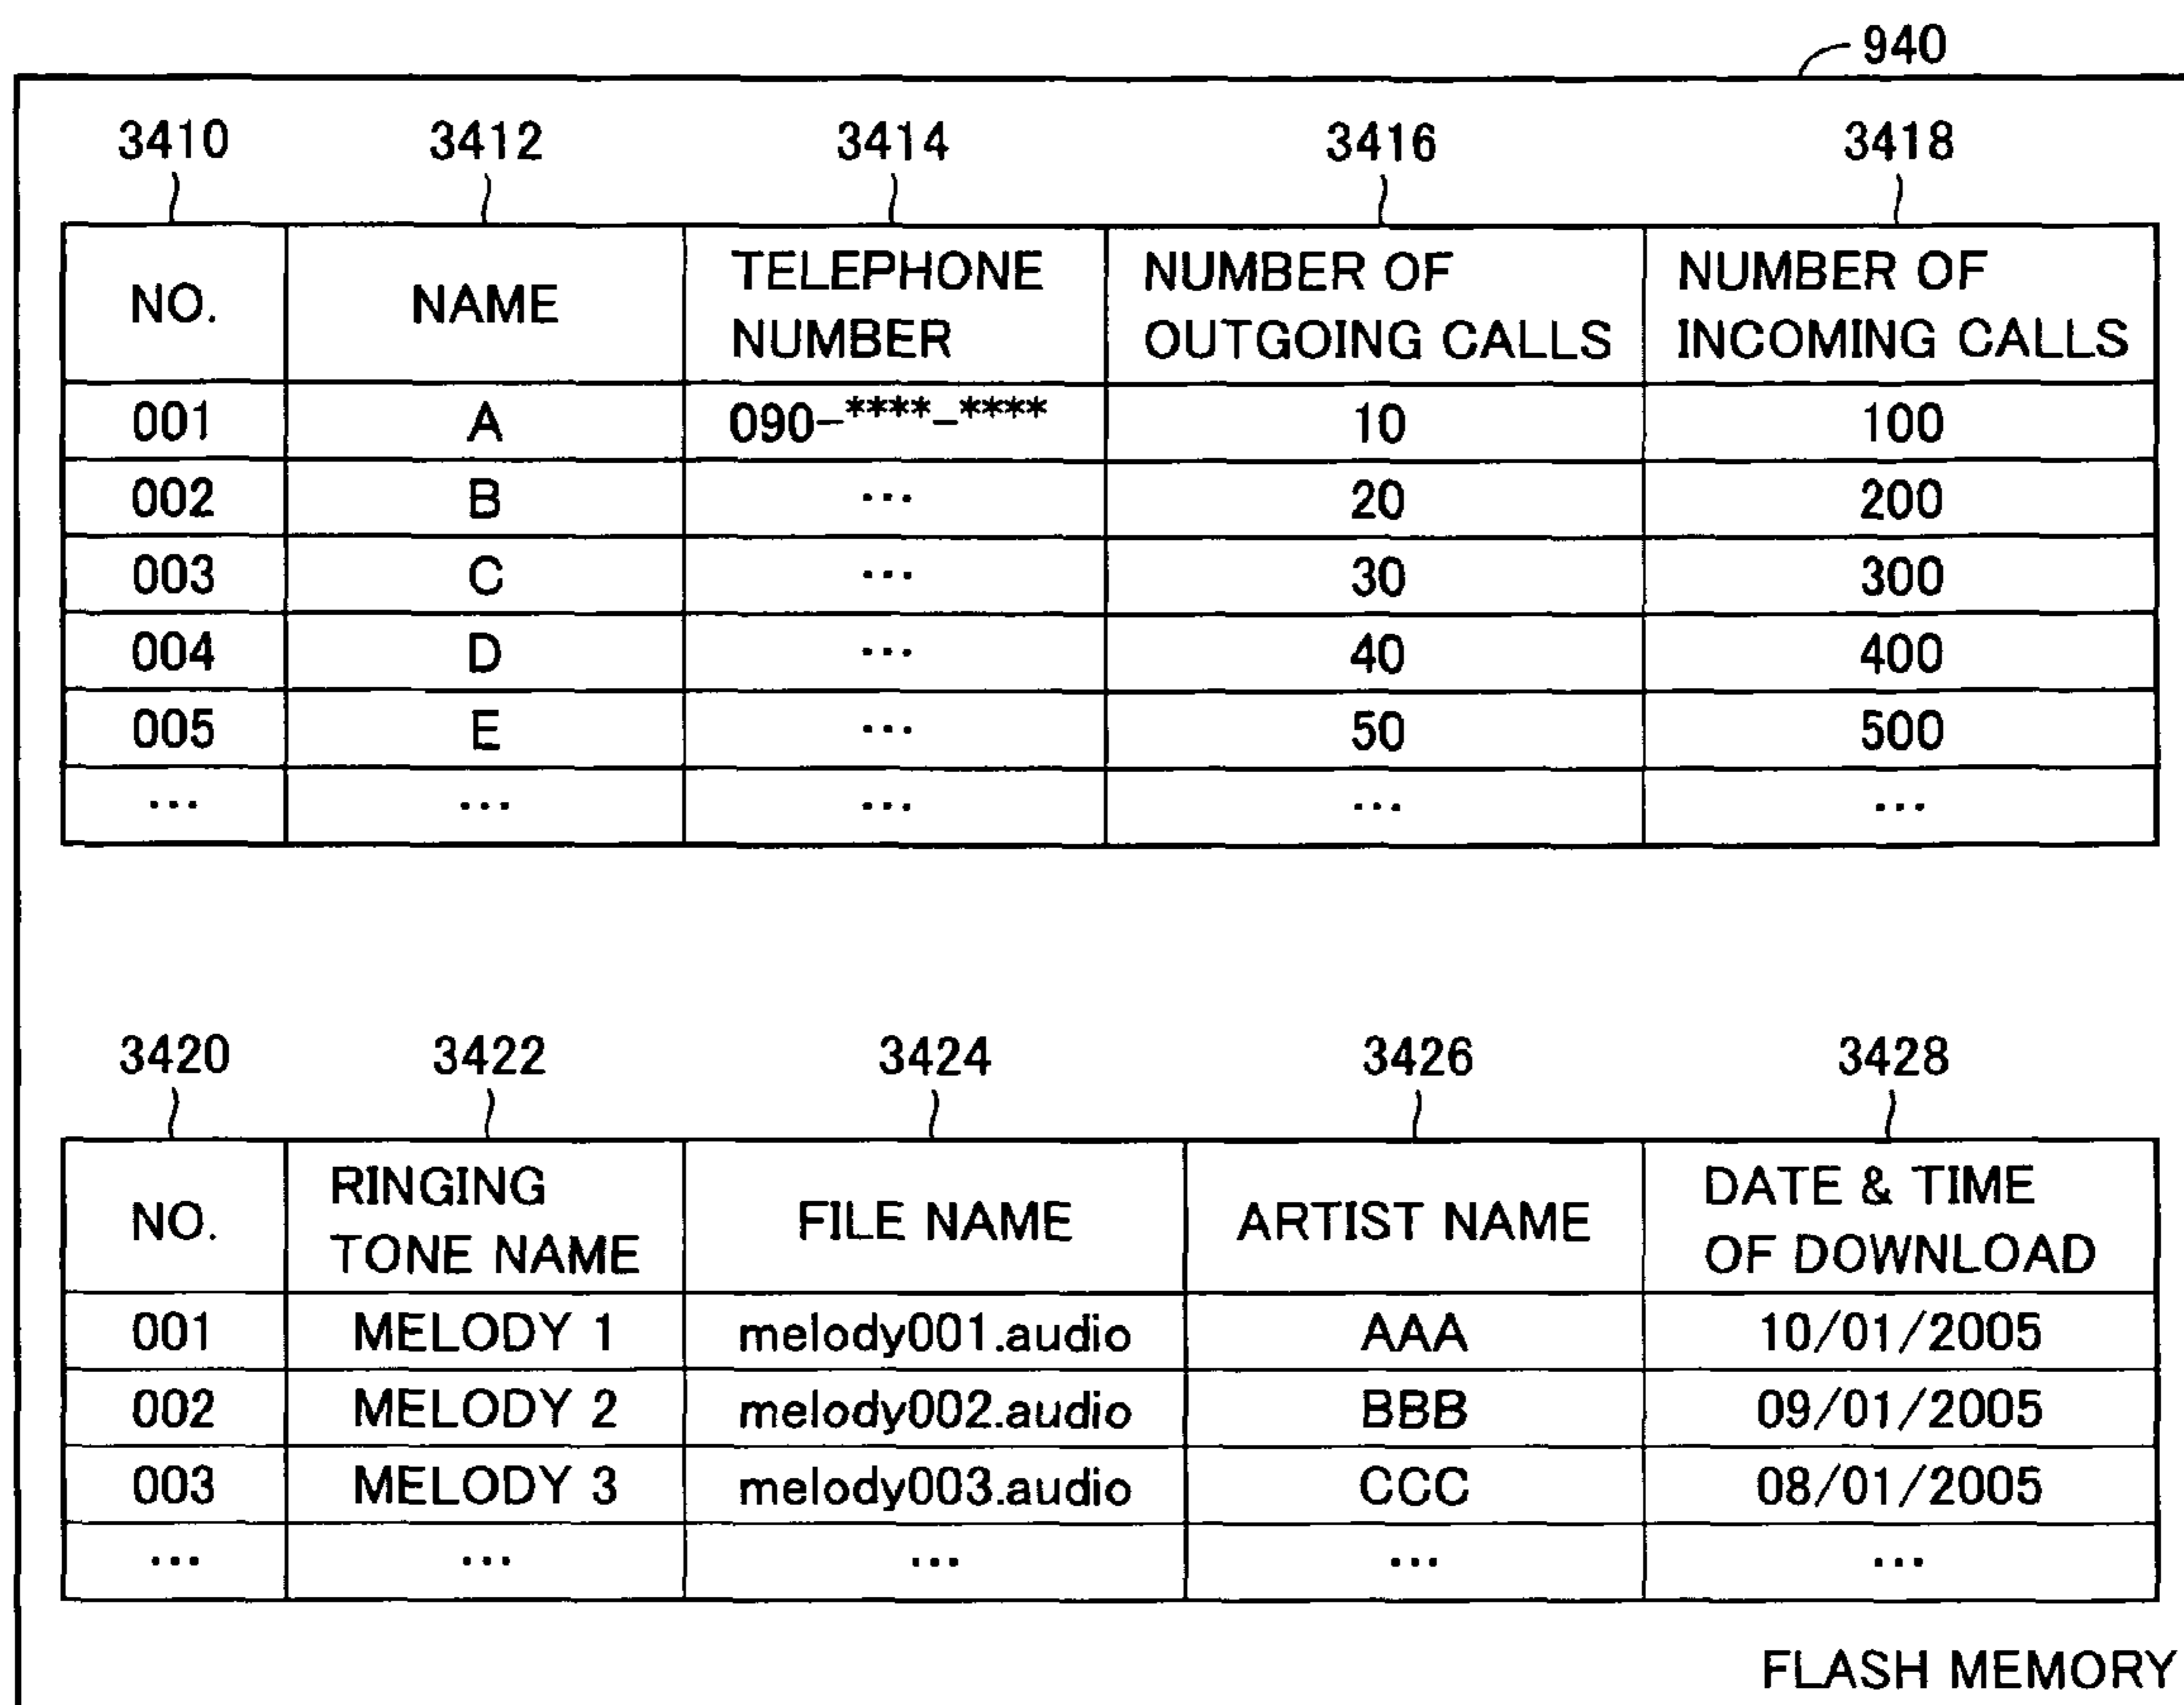 940
3410 3412 3414 3416 3418
NO. NAME TELEPHONE NUMBER NUMBER OF OUTGOING CALLS NUMBER OF INCOMING CALLS
001 A 090-****-**** 10 100
002 B ... 20 200
003 C ... 30 300
004 D ... 40 400
005 E ... 50 500
... ... ... ... ...
3420 3422 3424 3426 3428
NO. RINGING TONE NAME FILE NAME ARTIST NAME DATE & TIME OF DOWNLOAD
001 MELODY 1 melody001.audio AAA 10/01/2005
002 MELODY 2 melody002.audio BBB 09/01/2005
003 MELODY 3 melody003.audio CCC 08/01/2005
... ... ... ... ...
FLASH MEMORY